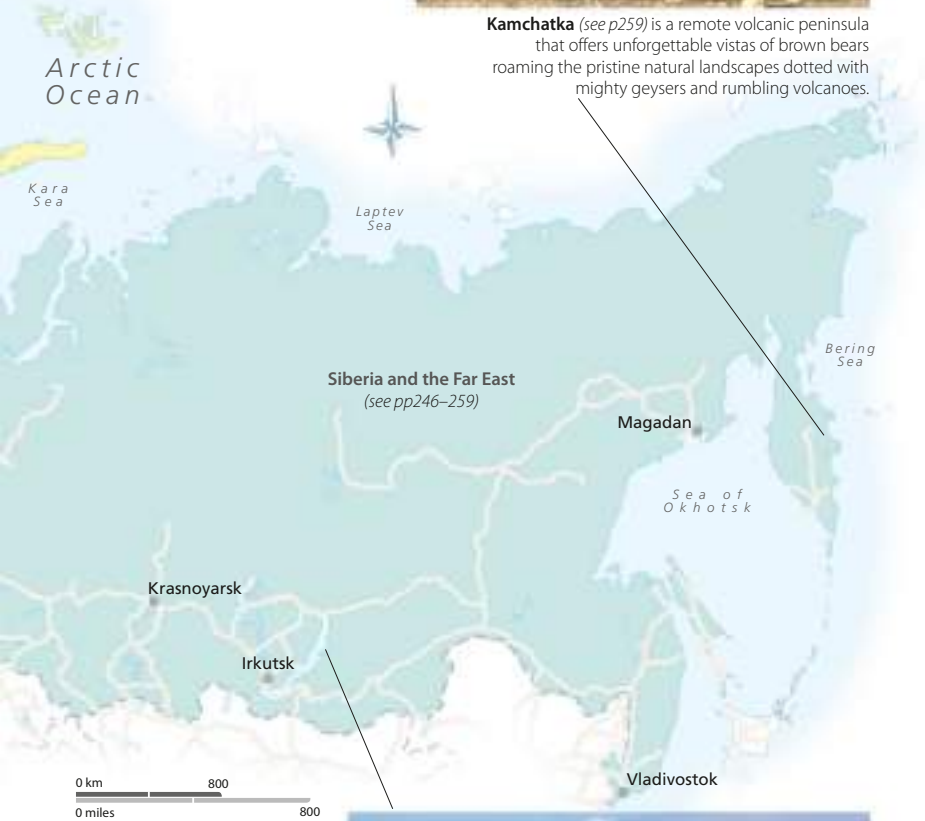 Kamchatka (see p259) is a remote volcanic peninsula
that offers unforgettable vistas of brown bears
roaming the pristine natural landscapes dotted with
mighty geysers and rumbling volcanoes.
Arctic
Ocean
Kara
Sea
Laptev
Sea
Bering
Sea
Siberia and the Far East
(see pp246–259)
Magadan
Sea of
Okhotsk
Krasnoyarsk
Irkutsk
Vladivostok
0 km 800
0 miles 800